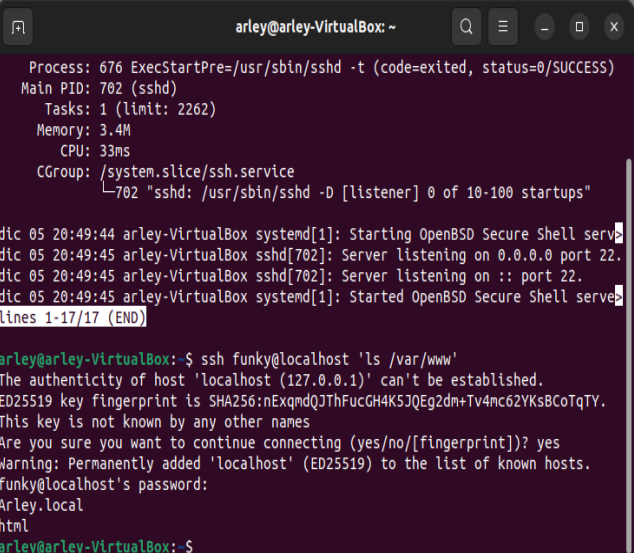 arley@arley-VirtualBox: ~
Process: 676 ExecStartPre=/usr/sbin/sshd -t (code=exited, status=0/SUCCESS)
Main PID: 702 (sshd)
Tasks: 1 (limit: 2262)
Memory: 3.4M
CPU: 33ms
CGroup: /system.slice/ssh.service
└─702 "sshd: /usr/sbin/sshd -D [listener] 0 of 10-100 startups"
dic 05 20:49:44 arley-VirtualBox systemd[1]: Starting OpenBSD Secure Shell serv>
dic 05 20:49:45 arley-VirtualBox sshd[702]: Server listening on 0.0.0.0 port 22.
dic 05 20:49:45 arley-VirtualBox sshd[702]: Server listening on :: port 22.
dic 05 20:49:45 arley-VirtualBox systemd[1]: Started OpenBSD Secure Shell serve>
lines 1-17/17 (END)
arley@arley-VirtualBox:~$ ssh funky@localhost 'ls /var/www'
The authenticity of host 'localhost (127.0.0.1)' can't be established.
ED25519 key fingerprint is SHA256:nExqmdQJThFucGH4K5JQEg2dm+Tv4mc62YKsBCoTqTY.
This key is not known by any other names
Are you sure you want to continue connecting (yes/no/[fingerprint])? yes
Warning: Permanently added 'localhost' (ED25519) to the list of known hosts.
funky@localhost's password:
Arley.local
html
arley@arley-VirtualBox:~$